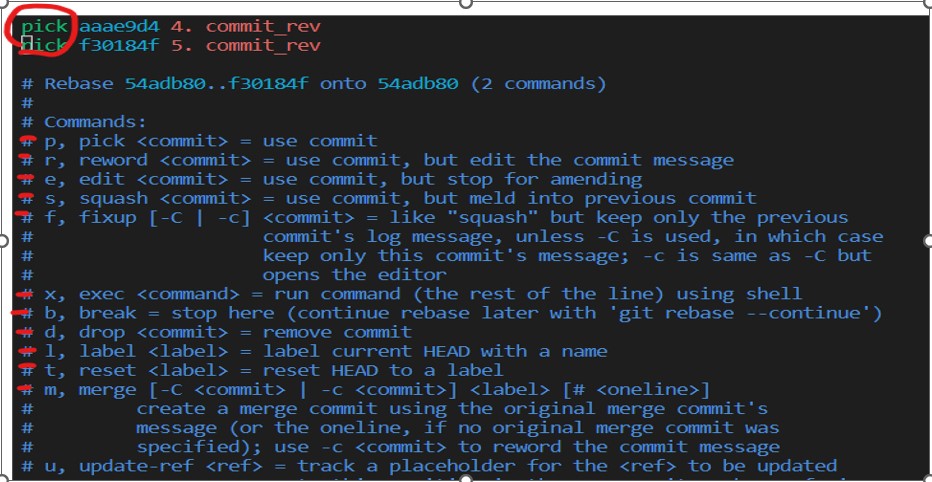 pick aaae9d4 4. commit_rev
pick f30184f 5. commit_rev
# Rebase 54adb80..f30184f onto 54adb80 (2 commands)
#
# Commands:
# p, pick <commit> = use commit
# r, reword <commit> = use commit, but edit the commit message
# e, edit <commit> = use commit, but stop for amending
# s, squash <commit> = use commit, but meld into previous commit
# f, fixup [-C | -c] <commit> = like "squash" but keep only the previous
# commit's log message, unless -C is used, in which case
# keep only this commit's message; -c is same as -C but
# opens the editor
# x, exec <command> = run command (the rest of the line) using shell
# b, break = stop here (continue rebase later with 'git rebase --continue')
# d, drop <commit> = remove commit
# l, label <label> = label current HEAD with a name
# t, reset <label> = reset HEAD to a label
# m, merge [-C <commit> | -c <commit>] <label> [# <oneline>]
# create a merge commit using the original merge commit's
# message (or the oneline, if no original merge commit was
# specified); use -c <commit> to reword the commit message
# u, update-ref <ref> = track a placeholder for the <ref> to be updated